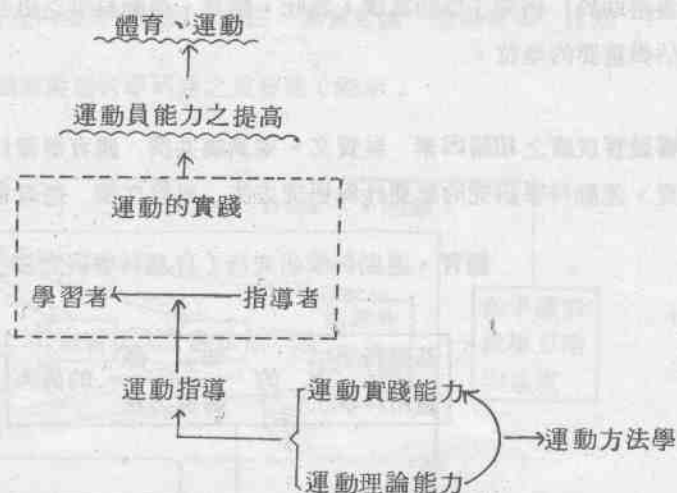 體育、運動
運動員能力之提高
運動的實踐
學習者 指導者
運動指導 運動實踐能力
運動方法學
運動理論能力